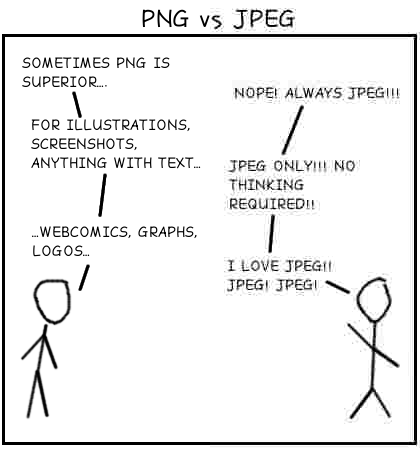 PNG vs JPEG
SOMETIMES PNG IS
SUPERIOR....
FOR ILLUSTRATIONS,
SCREENSHOTS,
ANYTHING WITH TEXT...
...WEBCOMICS, GRAPHS,
LOGOS...
NOPE! ALWAYS JPEG!!!
JPEG ONLY!!! NO
THINKING
REQUIRED!!
I LOVE JPEG!!
JPEG! JPEG!